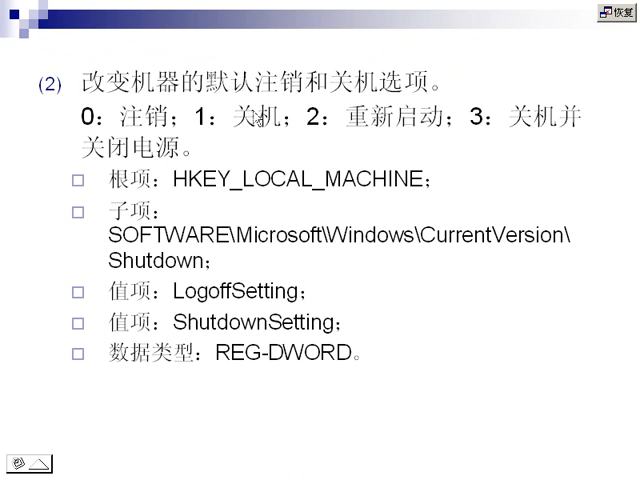 恢复
(2) 改变机器的默认注销和关机选项。
0：注销；1：关机；2：重新启动；3：关机并
关闭电源。
根项：HKEY_LOCAL_MACHINE；
子项：
SOFTWARE\Microsoft\Windows\CurrentVersion\
Shutdown；
值项：LogoffSetting；
值项：ShutdownSetting；
数据类型：REG-DWORD。